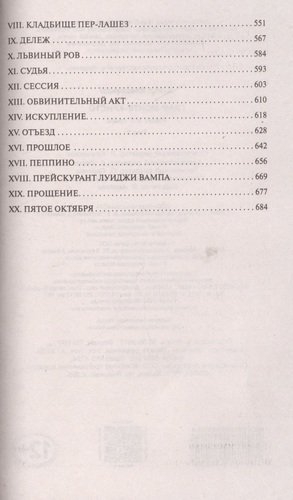 VIII. КЛАДБИЩЕ ПЕР-ЛАШЕЗ 551
IX. ДЕЛЕЖ 567
X. ЛЬВИНЫЙ РОВ 584
XI. СУДЬЯ 593
XII. СЕССИЯ 603
XIII. ОБВИНИТЕЛЬНЫЙ АКТ 610
XIV. ИСКУПЛЕНИЕ 618
XV. ОТЪЕЗД 628
XVI. ПРОШЛОЕ 642
XVII. ПЕППИНО 656
XVIII. ПРЕЙСКУРАНТ ЛУИДЖИ ВАМПА 669
XIX. ПРОЩЕНИЕ 677
XX. ПЯТОЕ ОКТЯБРЯ 684